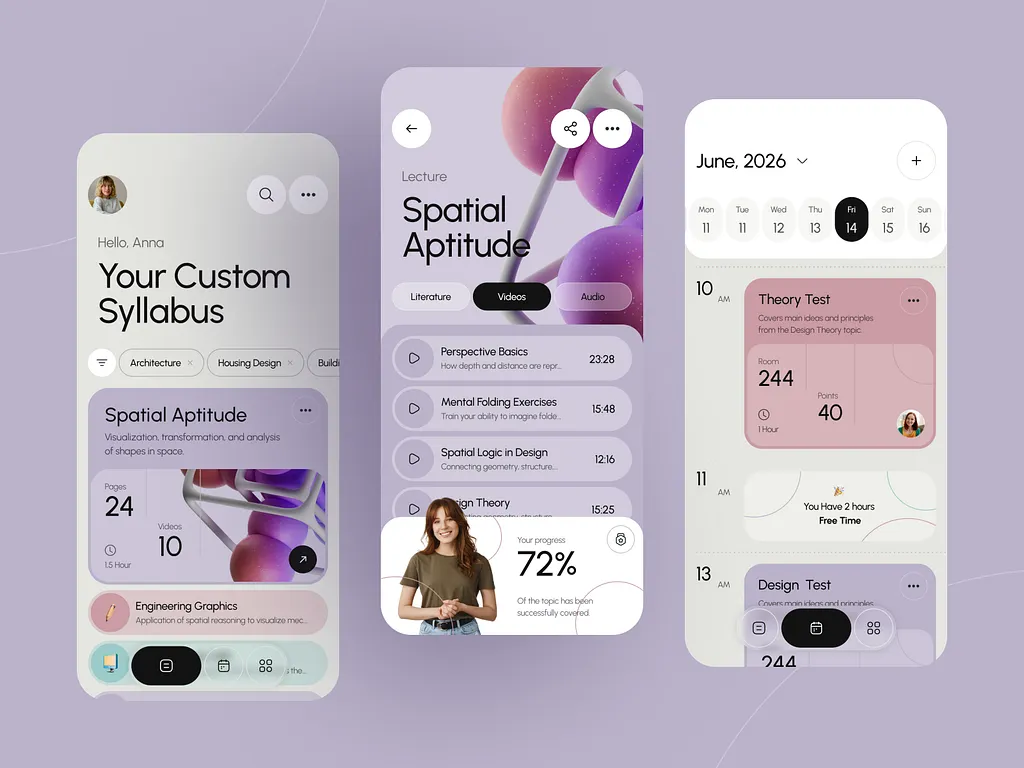 Hello, Anna
Your Custom
Syllabus
Architecture ×
Housing Design ×
Buildi
Spatial Aptitude
Visualization, transformation, and analysis
of shapes in space.
Pages
24
Videos
10
1.5 Hour
Engineering Graphics
Application of spatial reasoning to visualize mec...
s the...
Lecture
Spatial
Aptitude
Literature
Videos
Audio
Perspective Basics
How depth and distance are repr...
23:28
Mental Folding Exercises
Train your ability to imagine folde...
15:48
Spatial Logic in Design
Connecting geometry, structure,...
12:16
sign Theory
cting geometry, structure
15:25
Your progress
72%
Of the topic has been
successfully covered.
June, 2026
Mon Tue Wed Thu Fri Sat Sun
11 11 12 13 14 15 16
10 AM
Theory Test
Covers main ideas and principles
from the Design Theory topic.
Room
244
Points
40
1 Hour
11 AM
You Have 2 hours
Free Time
13 AM
Design Test
Covers main ideas and principles
244